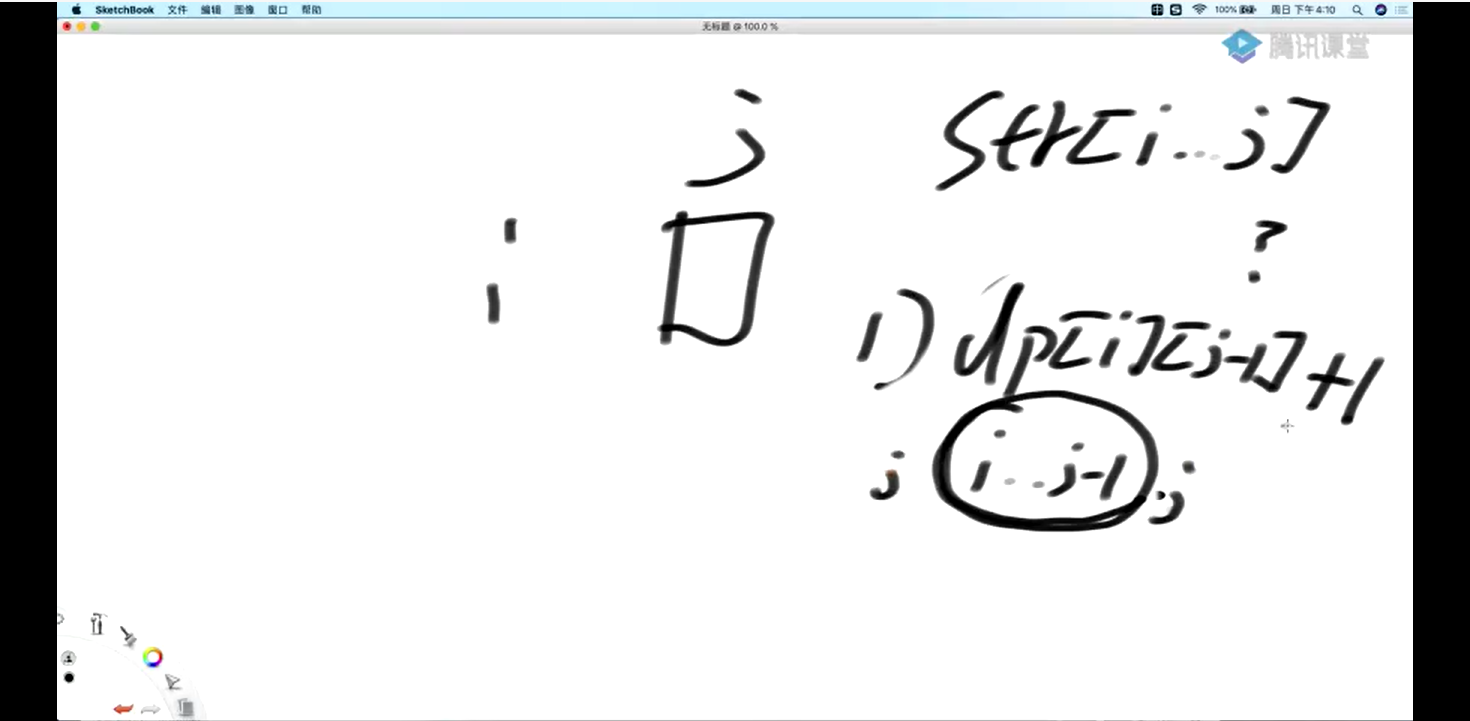 SketchBook 文件 编辑 图像 窗口 帮助 100% 周日 下午4:10
无标题 @ 100.0 %
腾讯课堂
j str[i...j]
i ?
1) dp[i][j-1]+1
j i...j-1 j